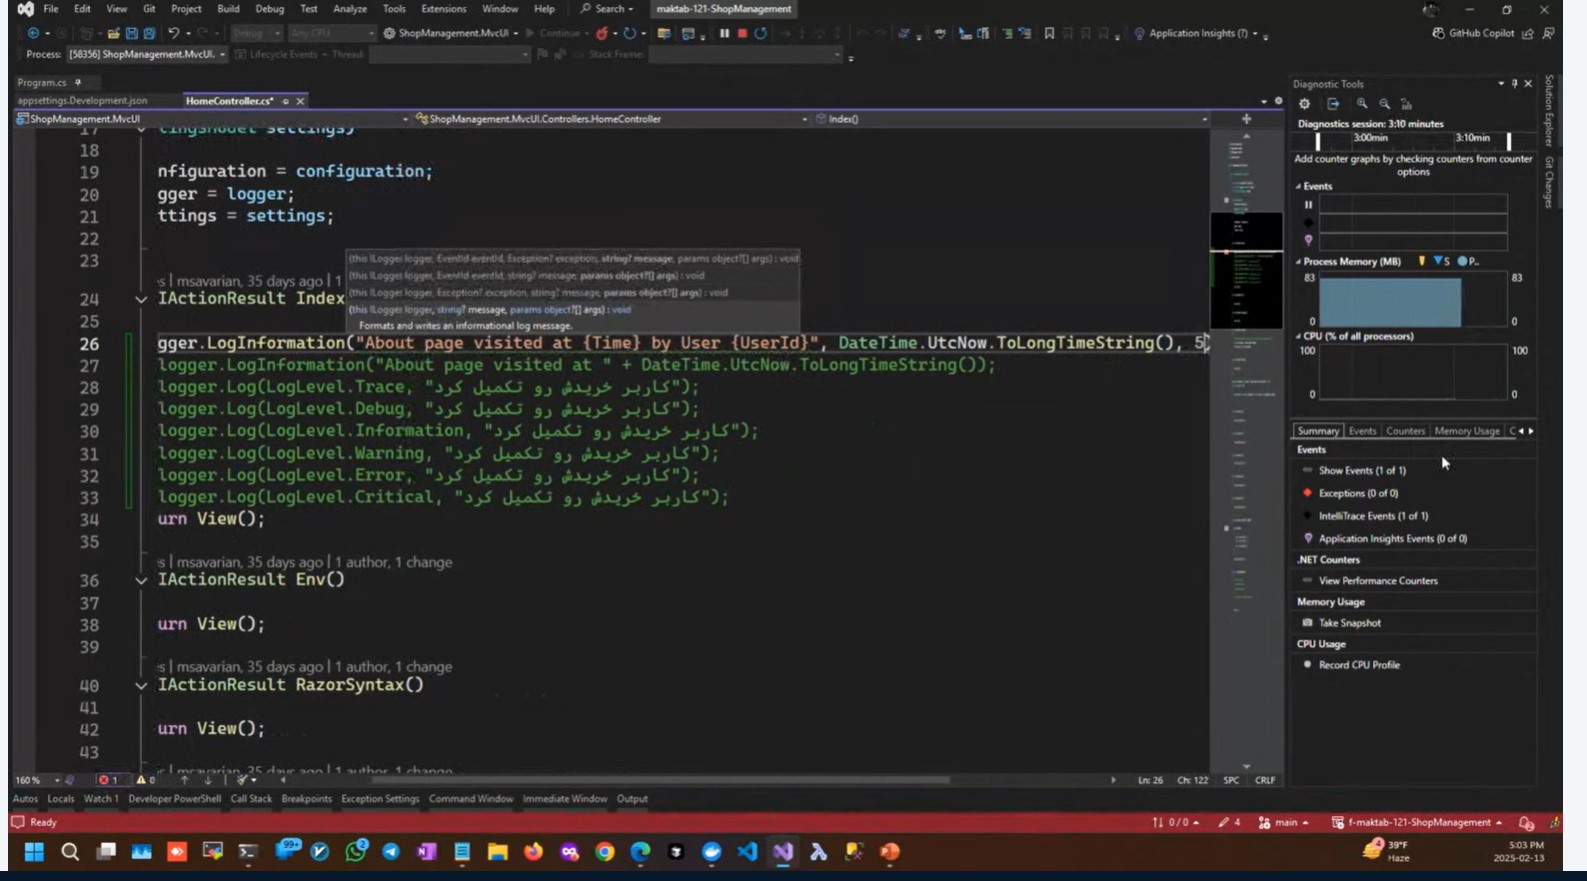 File Edit View Git Project Build Debug Test Analyze Tools Extensions Window Help Search maktab-121-ShopManagement
Debug Any CPU ShopManagement.MvcUI Continue Application Insights (7) GitHub Copilot
Process: [58356] ShopManagement.MvcUI. Lifecycle Events Thread: Stack Frame:
Program.cs
appsettings.Development.json HomeController.cs*
ShopManagement.MvcUI ShopManagement.MvcUI.Controllers.HomeController Index()
17
18
19 nfiguration = configuration;
20 gger = logger;
21 ttings = settings;
22
23
(this ILogger logger, EventId eventId, Exception? exception, string? message, params object?[] args) : void
(this ILogger logger, EventId eventId, string? message, params object?[] args) : void
(this ILogger logger, Exception? exception, string? message, params object?[] args) : void
(this ILogger logger, string? message, params object?[] args) : void
Formats and writes an informational log message.
s | msavarian, 35 days ago | 1
24 IActionResult Index
25
26 gger.LogInformation("About page visited at {Time} by User {UserId}", DateTime.UtcNow.ToLongTimeString(), 5
27 logger.LogInformation("About page visited at " + DateTime.UtcNow.ToLongTimeString());
28 logger.Log(LogLevel.Trace, "کاربر خریدش رو تکمیل کرد");
29 logger.Log(LogLevel.Debug, "کاربر خریدش رو تکمیل کرد");
30 logger.Log(LogLevel.Information, "کاربر خریدش رو تکمیل کرد");
31 logger.Log(LogLevel.Warning, "کاربر خریدش رو تکمیل کرد");
32 logger.Log(LogLevel.Error, "کاربر خریدش رو تکمیل کرد");
33 logger.Log(LogLevel.Critical, "کاربر خریدش رو تکمیل کرد");
34 urn View();
35
s | msavarian, 35 days ago | 1 author, 1 change
36 IActionResult Env()
37
38 urn View();
39
s | msavarian, 35 days ago | 1 author, 1 change
40 IActionResult RazorSyntax()
41
42 urn View();
43
s | msavarian, 35 days ago | 1 author, 1 change
160 % 1 0 Ln: 26 Ch: 122 SPC CRLF
Autos Locals Watch 1 Developer PowerShell Call Stack Breakpoints Exception Settings Command Window Immediate Window Output
Ready 0 / 0 4 main f-maktab-121-ShopManagement 2
Diagnostic Tools
Diagnostics session: 3:10 minutes
3:00min 3:10min
Add counter graphs by checking counters from counter
options
Events
Process Memory (MB) S P..
83 83
0 0
CPU (% of all processors)
100 100
0 0
Summary Events Counters Memory Usage C
Events
Show Events (1 of 1)
Exceptions (0 of 0)
IntelliTrace Events (1 of 1)
Application Insights Events (0 of 0)
.NET Counters
View Performance Counters
Memory Usage
Take Snapshot
CPU Usage
Record CPU Profile
Solution Explorer
Git Changes
99+ 2
4 39°F
Haze
5:03 PM
2025-02-13